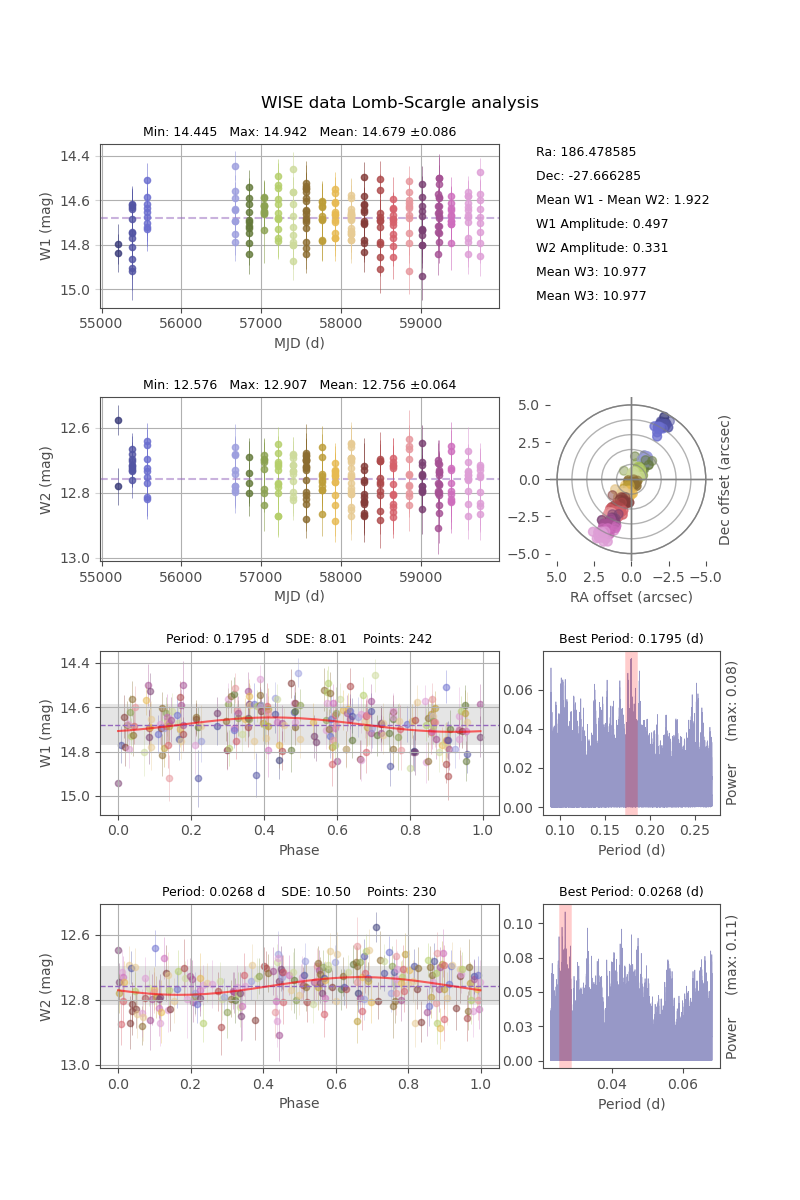 WISE data Lomb-Scargle analysis
Min: 14.445   Max: 14.942   Mean: 14.679 ±0.086
14.4
14.6
14.8
15.0
W1 (mag)
55000 56000 57000 58000 59000
MJD (d)
Ra: 186.478585
Dec: -27.666285
Mean W1 - Mean W2: 1.922
W1 Amplitude: 0.497
W2 Amplitude: 0.331
Mean W3: 10.977
Mean W3: 10.977
Min: 12.576   Max: 12.907   Mean: 12.756 ±0.064
12.6
12.8
13.0
W2 (mag)
55000 56000 57000 58000 59000
MJD (d)
5.0
2.5
0.0
−2.5
−5.0
5.0 2.5 0.0 −2.5 −5.0
RA offset (arcsec)
Dec offset (arcsec)
Period: 0.1795 d    SDE: 8.01    Points: 242
14.4
14.6
14.8
15.0
W1 (mag)
0.0 0.2 0.4 0.6 0.8 1.0
Phase
Best Period: 0.1795 (d)
0.06
0.04
0.02
0.00
0.10 0.15 0.20 0.25
Period (d)
Power    (max: 0.08)
Period: 0.0268 d    SDE: 10.50    Points: 230
12.6
12.8
13.0
W2 (mag)
0.0 0.2 0.4 0.6 0.8 1.0
Phase
Best Period: 0.0268 (d)
0.10
0.08
0.05
0.03
0.00
0.04 0.06
Period (d)
Power    (max: 0.11)